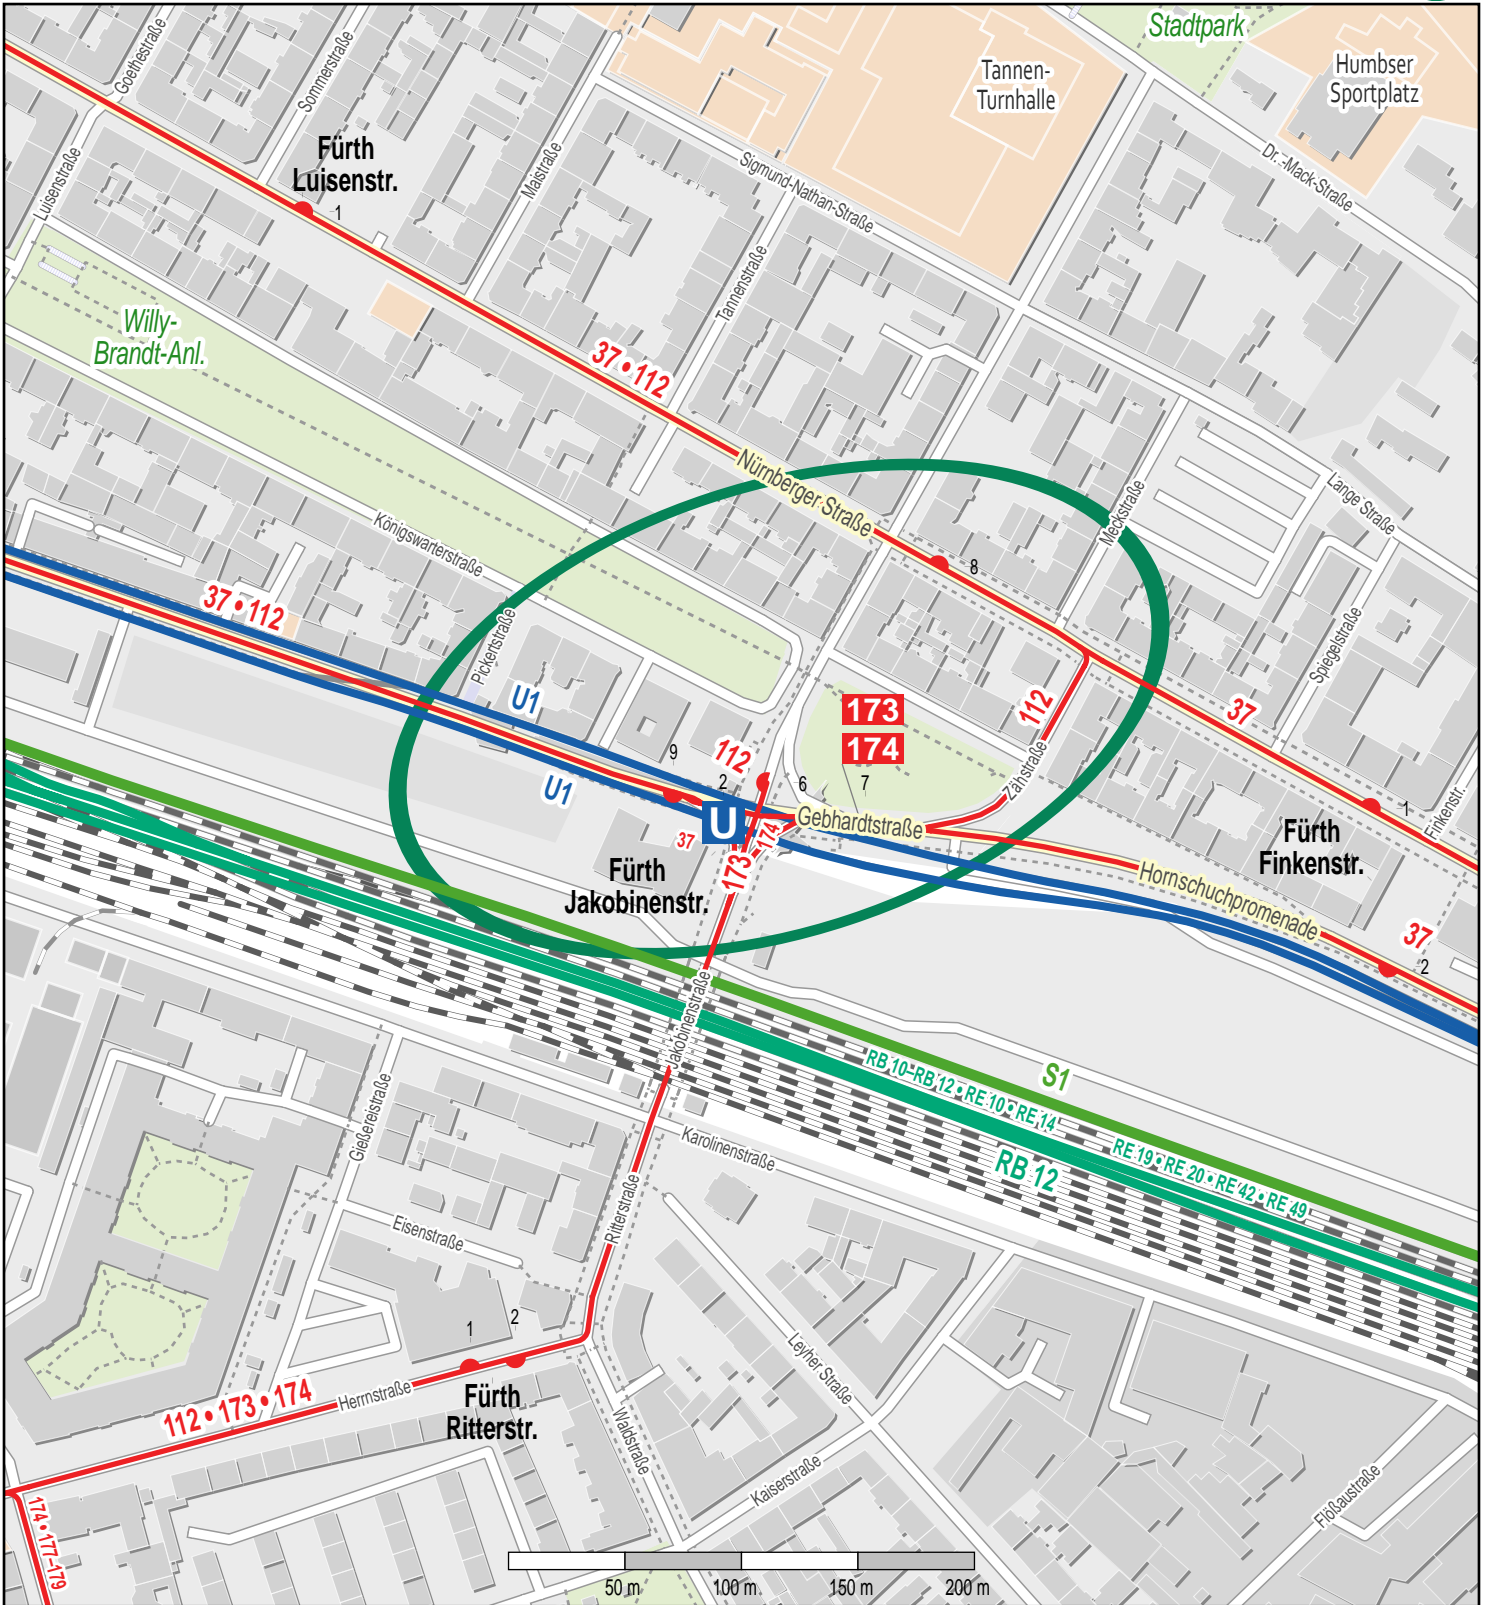 Stadtpark
Goethestraße
Sommerstraße
Tannen-
Turnhalle
Humbser
Sportplatz
Fürth
Luisenstr.
1
Luisenstraße
Maistraße
Sigmund-Nathan-Straße
Dr.-Mack-Straße
Tannenstraße
Willy-
Brandt-Anl.
37 • 112
Nürnberger Straße
Königswarterstraße
Meckstraße
Lange Straße
8
37 • 112
Pickertstraße
Spiegelstraße
U1
173
174
112
37
9
112
2
6
7
U1
Zähstraße
1
Finkenstr.
U
Gebhardtstraße
37
174
173
Fürth
Finkenstr.
Fürth
Jakobinenstr.
Hornschuchpromenade
37
2
Jakobinenstraße
RB 10-RB 12 • RE 10 • RE 14
S1
Gießereistraße
Karolinenstraße
RB 12
RE 19 • RE 20 • RE 42 • RE 49
Ritterstraße
Eisenstraße
1
2
Leyher Straße
112 • 173 • 174
Herrnstraße
Fürth
Ritterstr.
Waldstraße
Kaiserstraße
Flößaustraße
174 • 177-179
50 m
100 m
150 m
200 m